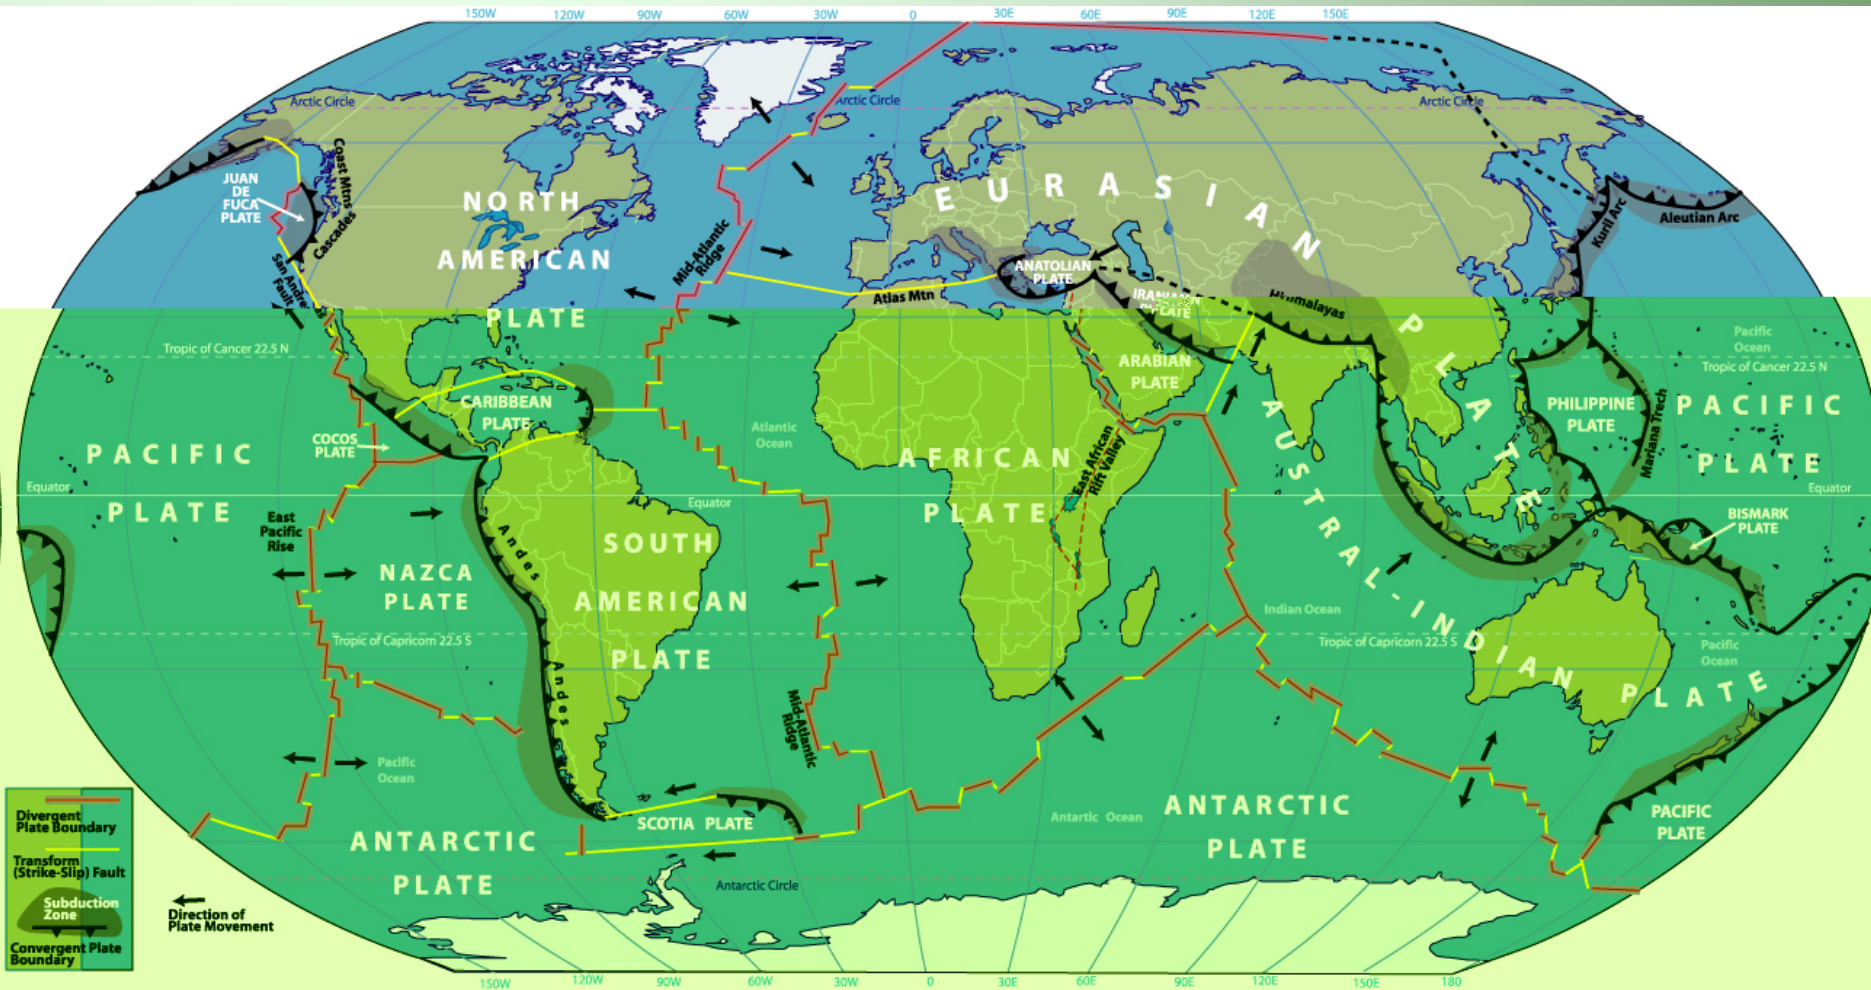 150W 120W 90W 60W 30W 0 30E 60E 90E 120E 150E
Arctic Circle
Arctic Circle
Arctic Circle
Coast Mtns
JUAN
DE
FUCA
PLATE
Cascades
San Andreas
Fault
NORTH
AMERICAN
PLATE
Mid-Atlantic
Ridge
EURASIAN
PLATE
Atlas Mtn
ANATOLIAN
PLATE
IRANIAN
PLATE
Himalayas
Kuril Arc
Aleutian Arc
Tropic of Cancer 22.5 N
Pacific
Ocean
Tropic of Cancer 22.5 N
CARIBBEAN
PLATE
COCOS
PLATE
Atlantic
Ocean
ARABIAN
PLATE
PHILIPPINE
PLATE
Mariana Trech
PACIFIC
PLATE
PACIFIC
PLATE
Equator
Equator
Equator
AFRICAN
PLATE
East African
Rift Valley
AUSTRAL-INDIAN PLATE
BISMARK
PLATE
East
Pacific
Rise
NAZCA
PLATE
Andes
Andes
SOUTH
AMERICAN
PLATE
Indian Ocean
Tropic of Capricorn 22.5 S
Tropic of Capricorn 22.5 S
Pacific
Ocean
Mid-Atlantic
Ridge
Pacific
Ocean
SCOTIA PLATE
Antartic Ocean
ANTARCTIC
PLATE
ANTARCTIC
PLATE
PACIFIC
PLATE
Antarctic Circle
Divergent
Plate Boundary
Transform
(Strike-Slip) Fault
Subduction
Zone
Convergent Plate
Boundary
Direction of
Plate Movement
150W 120W 90W 60W 30W 0 30E 60E 90E 120E 150E 180